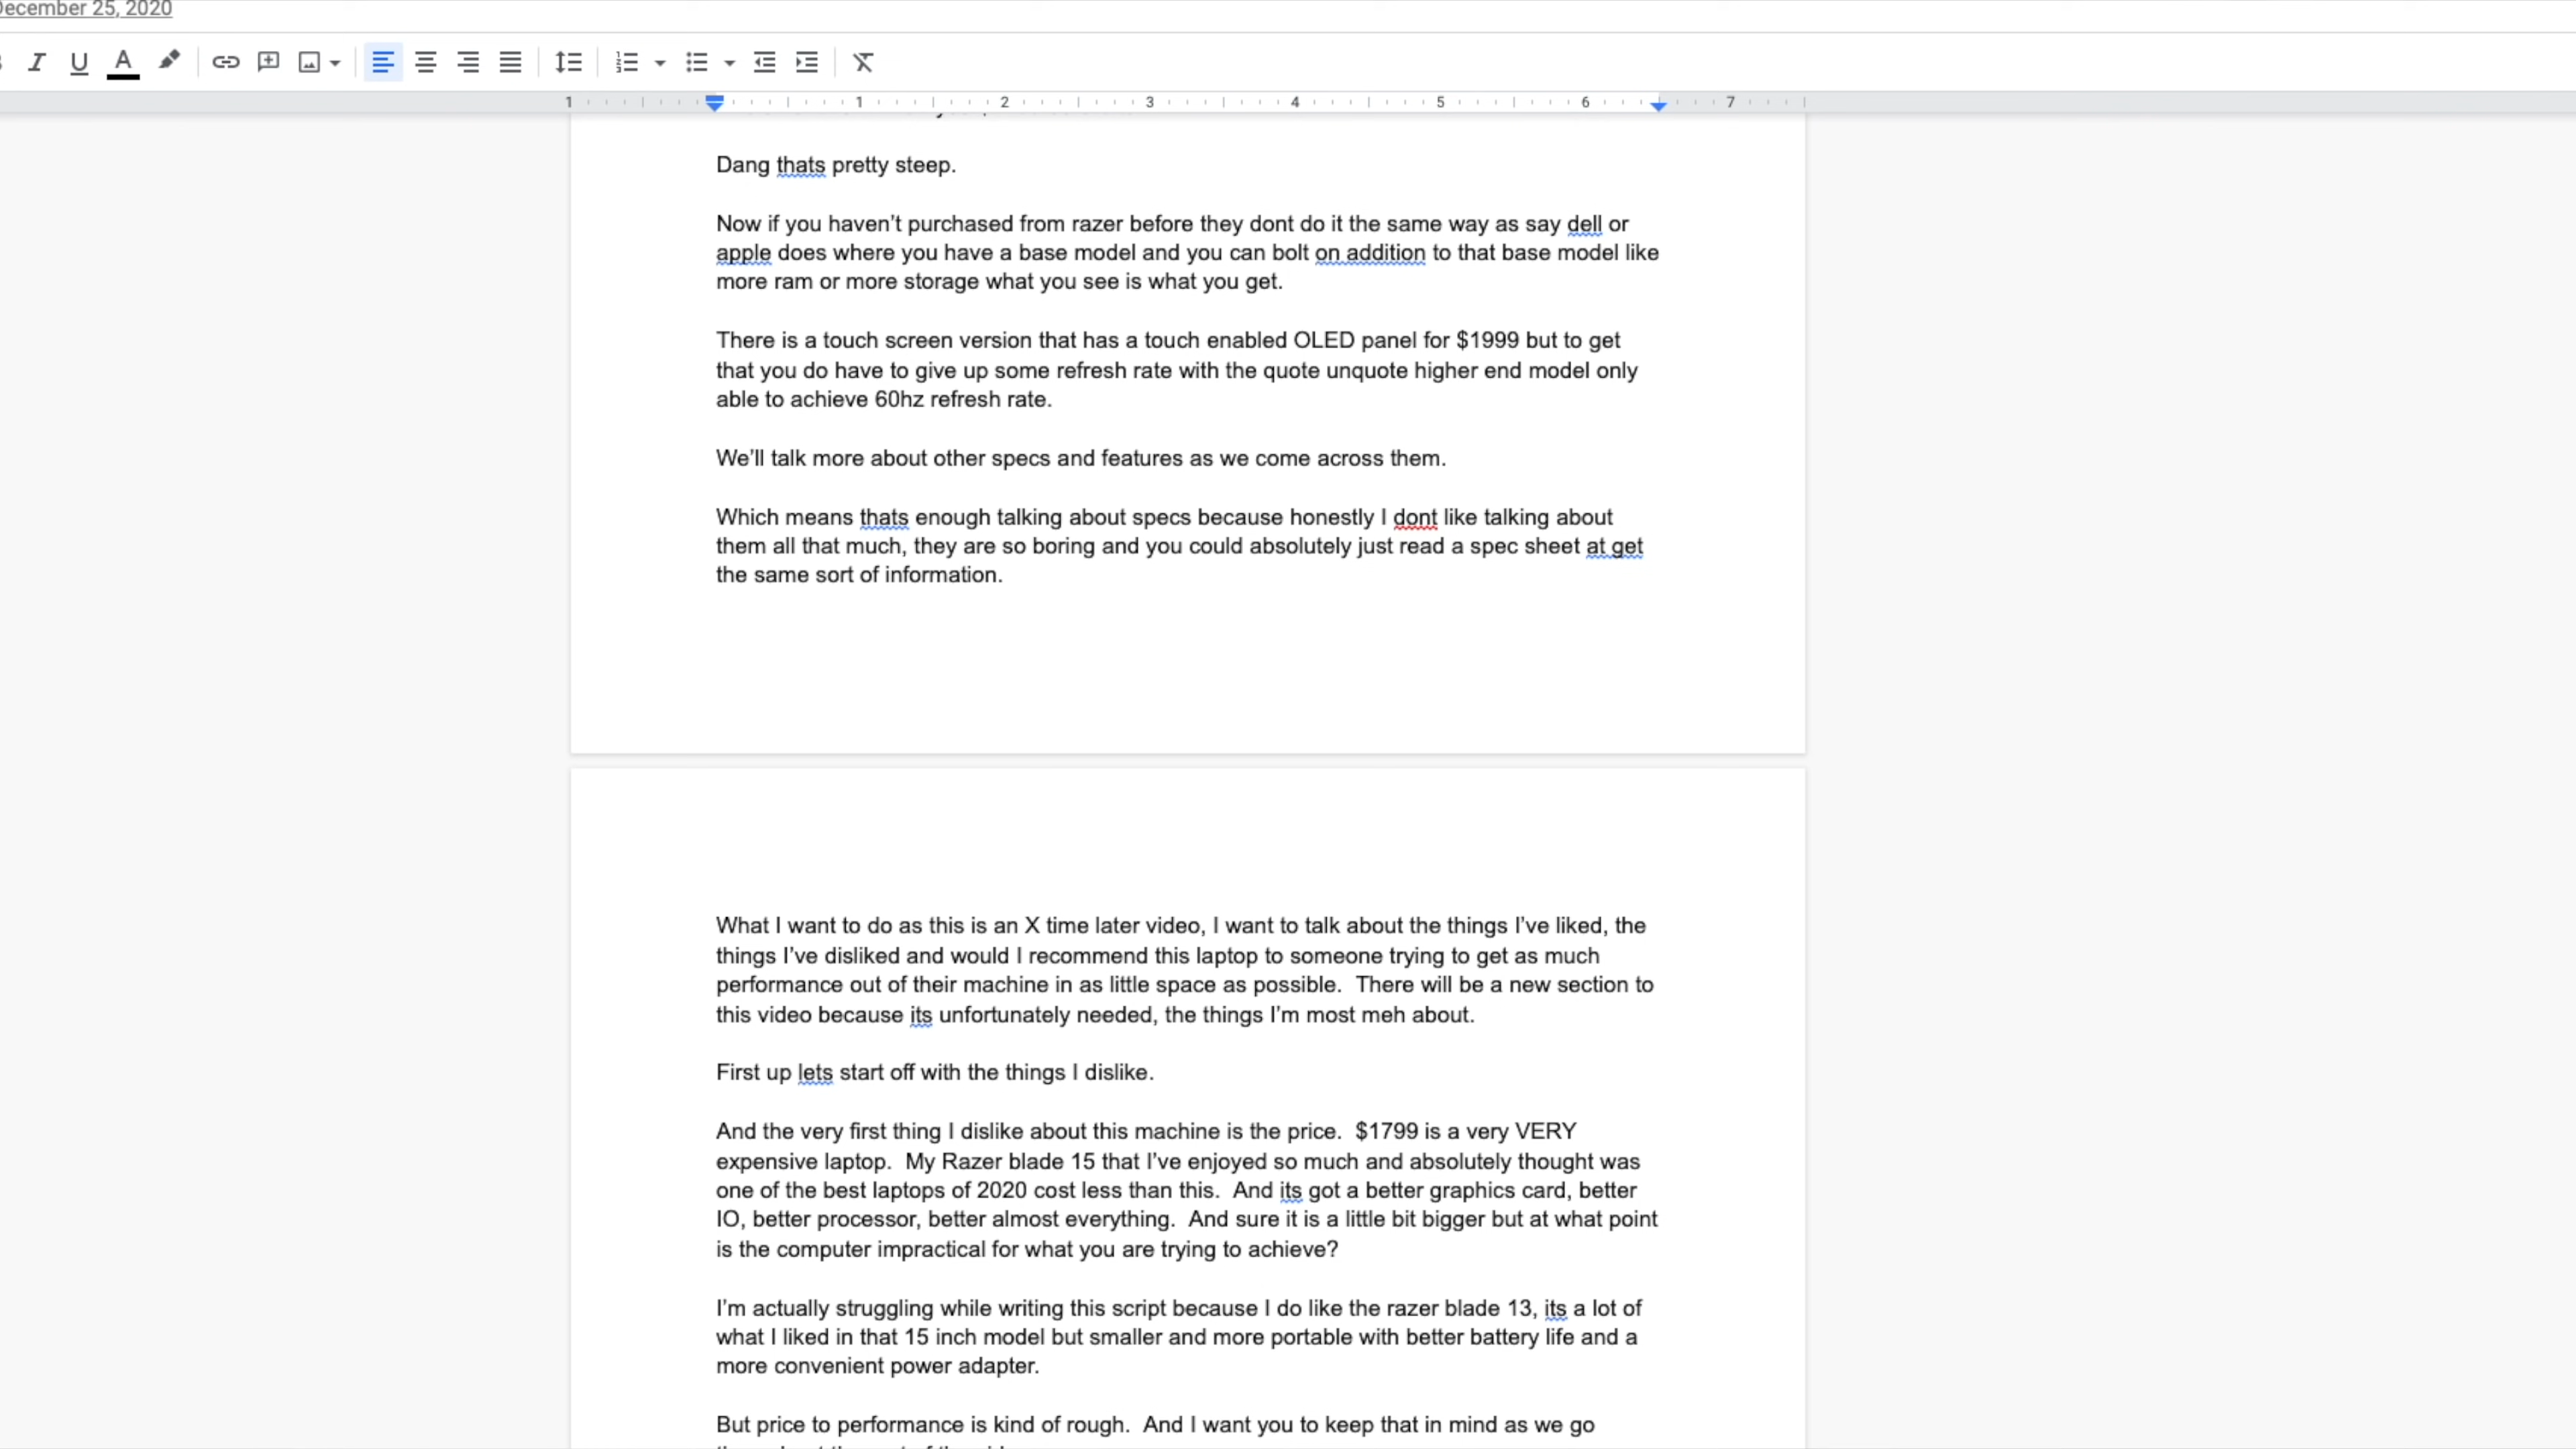 December 25, 2020
1 1 2 3 4 5 6 7
Dang thats pretty steep.
Now if you haven’t purchased from razer before they dont do it the same way as say dell or
apple does where you have a base model and you can bolt on addition to that base model like
more ram or more storage what you see is what you get.
There is a touch screen version that has a touch enabled OLED panel for $1999 but to get
that you do have to give up some refresh rate with the quote unquote higher end model only
able to achieve 60hz refresh rate.
We’ll talk more about other specs and features as we come across them.
Which means thats enough talking about specs because honestly I dont like talking about
them all that much, they are so boring and you could absolutely just read a spec sheet at get
the same sort of information.
What I want to do as this is an X time later video, I want to talk about the things I’ve liked, the
things I’ve disliked and would I recommend this laptop to someone trying to get as much
performance out of their machine in as little space as possible.  There will be a new section to
this video because its unfortunately needed, the things I’m most meh about.
First up lets start off with the things I dislike.
And the very first thing I dislike about this machine is the price.  $1799 is a very VERY
expensive laptop.  My Razer blade 15 that I’ve enjoyed so much and absolutely thought was
one of the best laptops of 2020 cost less than this.  And its got a better graphics card, better
IO, better processor, better almost everything.  And sure it is a little bit bigger but at what point
is the computer impractical for what you are trying to achieve?
I’m actually struggling while writing this script because I do like the razer blade 13, its a lot of
what I liked in that 15 inch model but smaller and more portable with better battery life and a
more convenient power adapter.
But price to performance is kind of rough.  And I want you to keep that in mind as we go